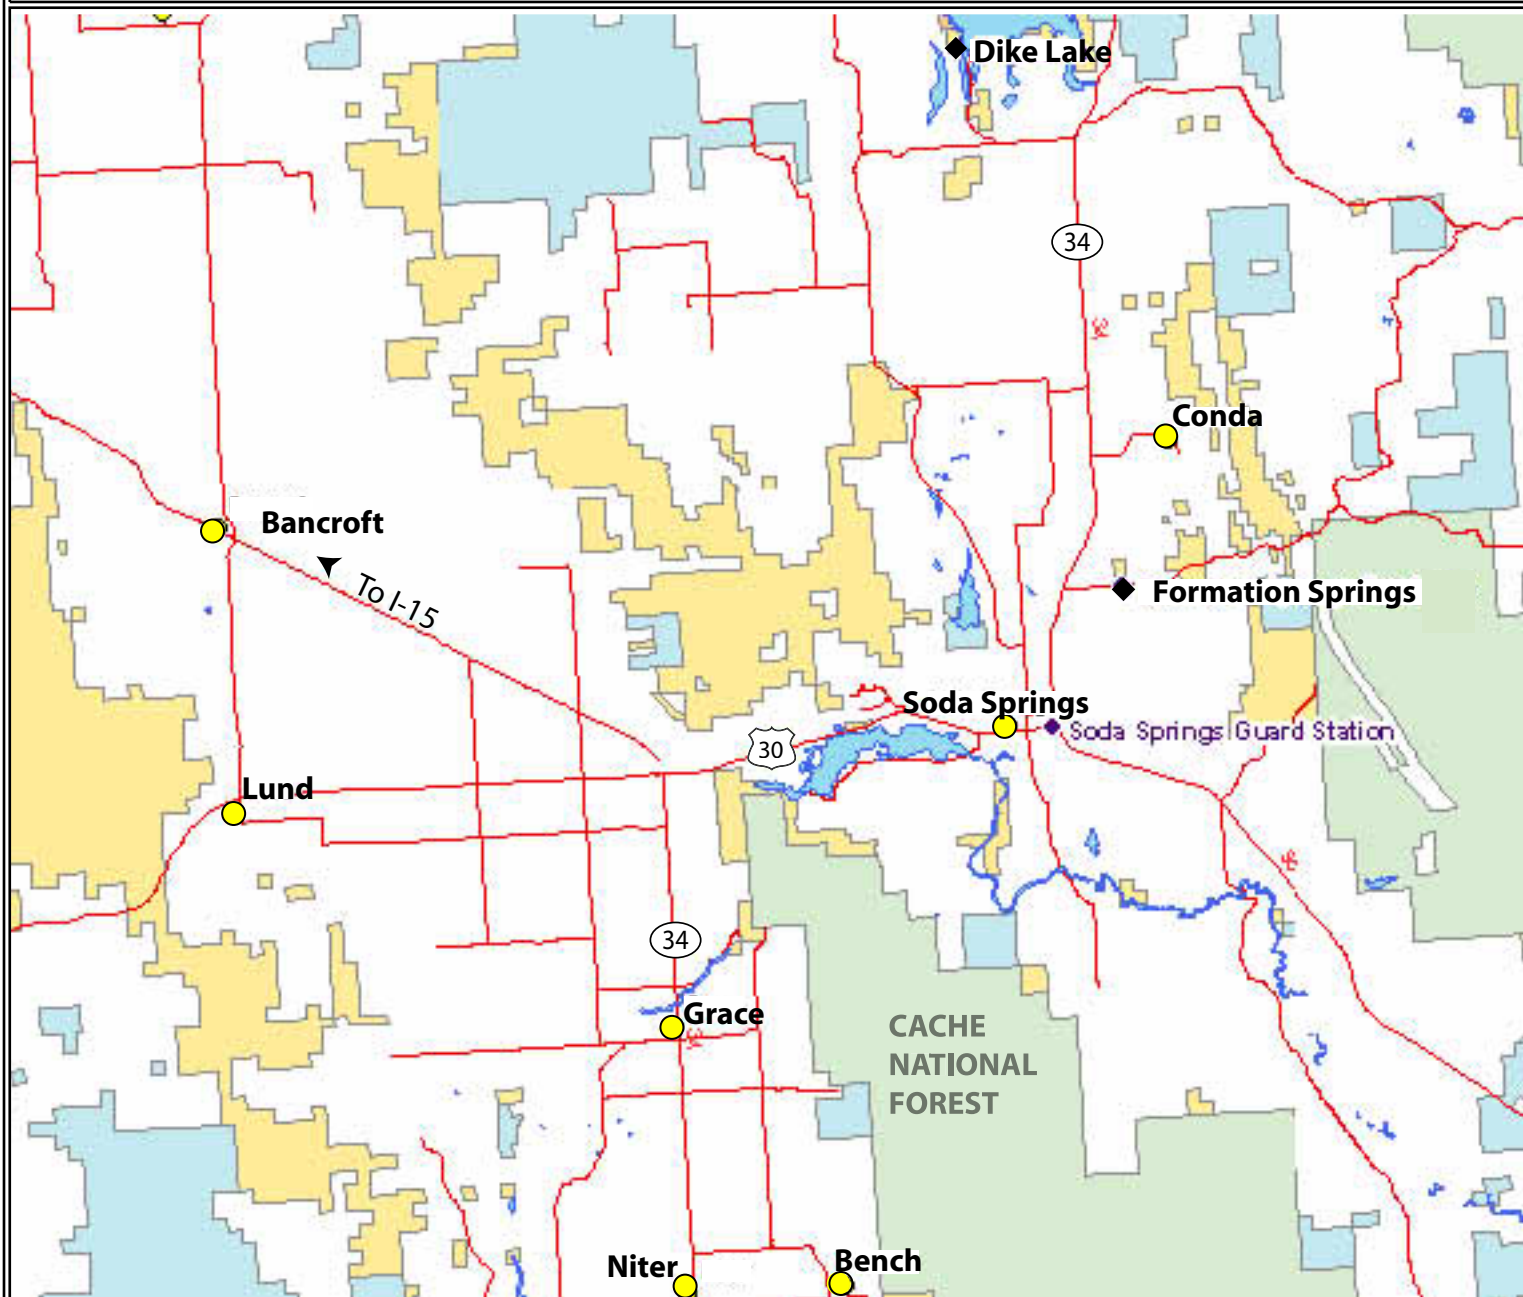 Dike Lake
34
Conda
Bancroft
To I-15
Formation Springs
Soda Springs
Soda Springs Guard Station
30
Lund
34
Grace
CACHE
NATIONAL
FOREST
Niter
Bench